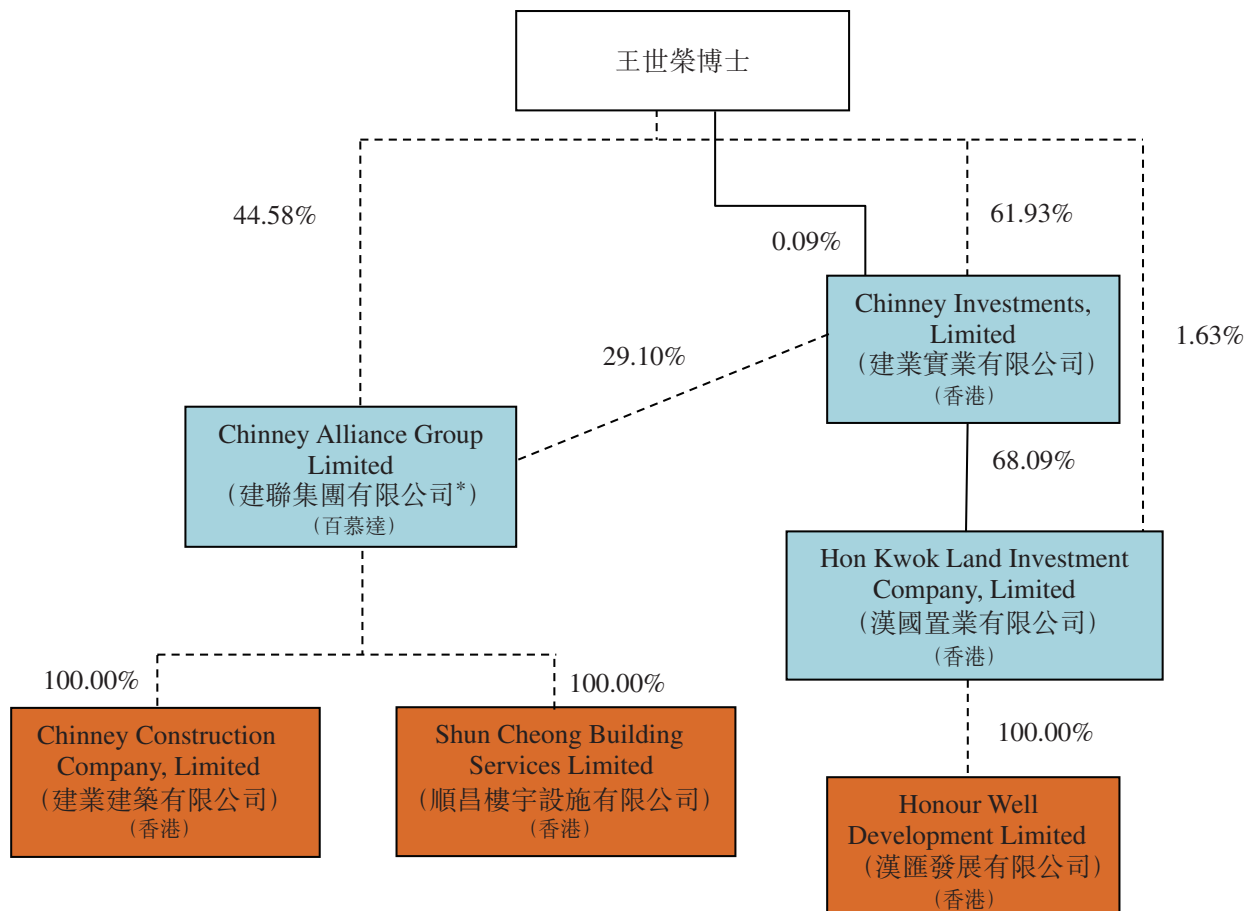 王世榮博士
44.58%
0.09%
61.93%
1.63%
29.10%
Chinney Investments,
Limited
(建業實業有限公司)
(香港)
Chinney Alliance Group
Limited
(建聯集團有限公司*)
(百慕達)
68.09%
Hon Kwok Land Investment
Company, Limited
(漢國置業有限公司)
(香港)
100.00%
100.00%
100.00%
Chinney Construction
Company, Limited
(建業建築有限公司)
(香港)
Shun Cheong Building
Services Limited
(順昌樓宇設施有限公司)
(香港)
Honour Well
Development Limited
(漢匯發展有限公司)
(香港)